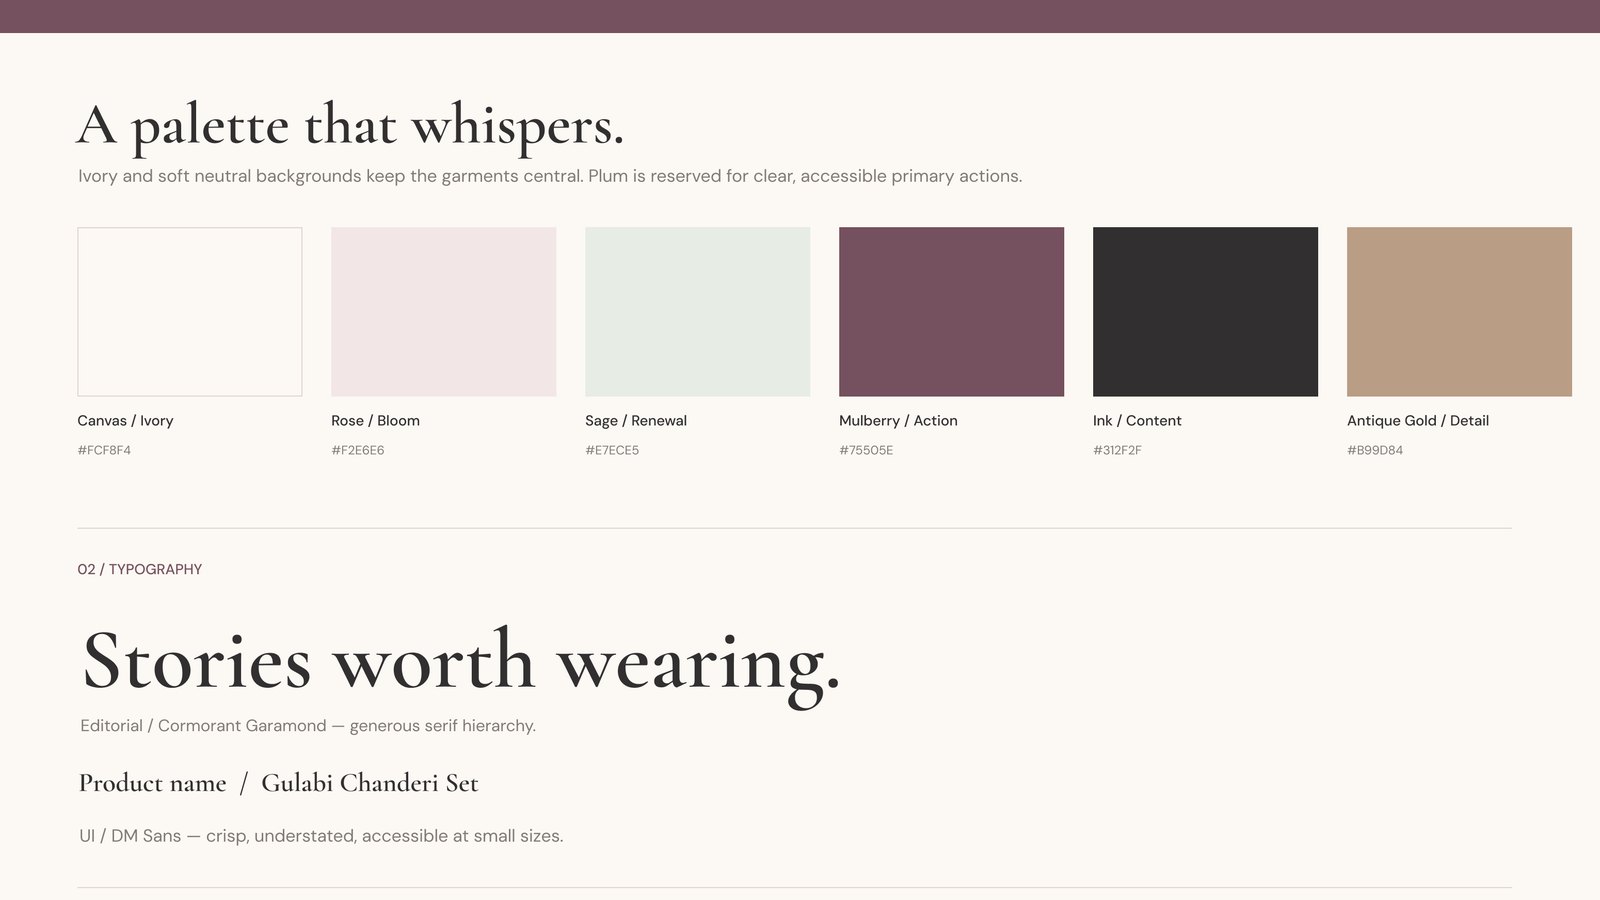 A palette that whispers.
Ivory and soft neutral backgrounds keep the garments central. Plum is reserved for clear, accessible primary actions.
Canvas / Ivory
#FCF8F4
Rose / Bloom
#F2E6E6
Sage / Renewal
#E7ECE5
Mulberry / Action
#75505E
Ink / Content
#312F2F
Antique Gold / Detail
#B99D84
02 / TYPOGRAPHY
Stories worth wearing.
Editorial / Cormorant Garamond — generous serif hierarchy.
Product name / Gulabi Chanderi Set
UI / DM Sans — crisp, understated, accessible at small sizes.